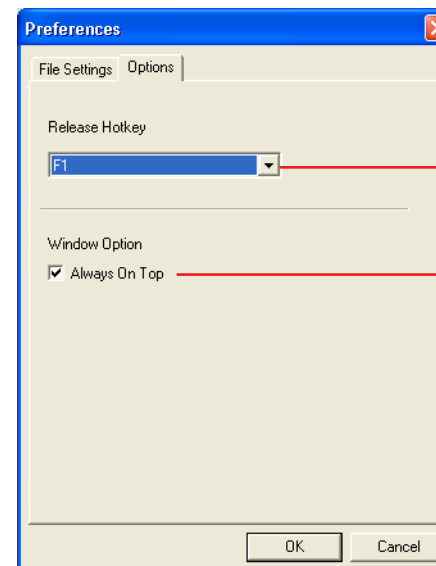 Preferences
File Settings Options
Release Hotkey
F1
Window Option
Always On Top
OK Cancel